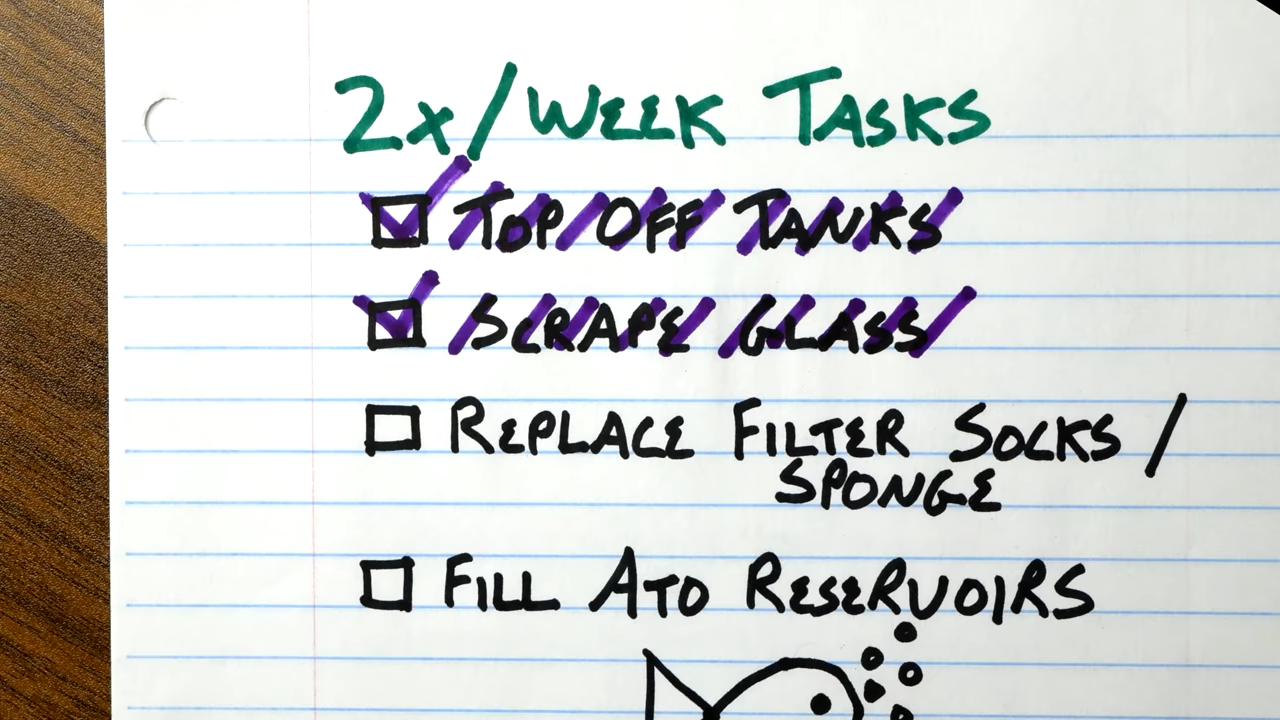 2x/WEEK TASKS
TOP OFF TANKS
SCRAPE GLASS
REPLACE FILTER SOCKS /
SPONGE
FILL ATO RESERVOIRS